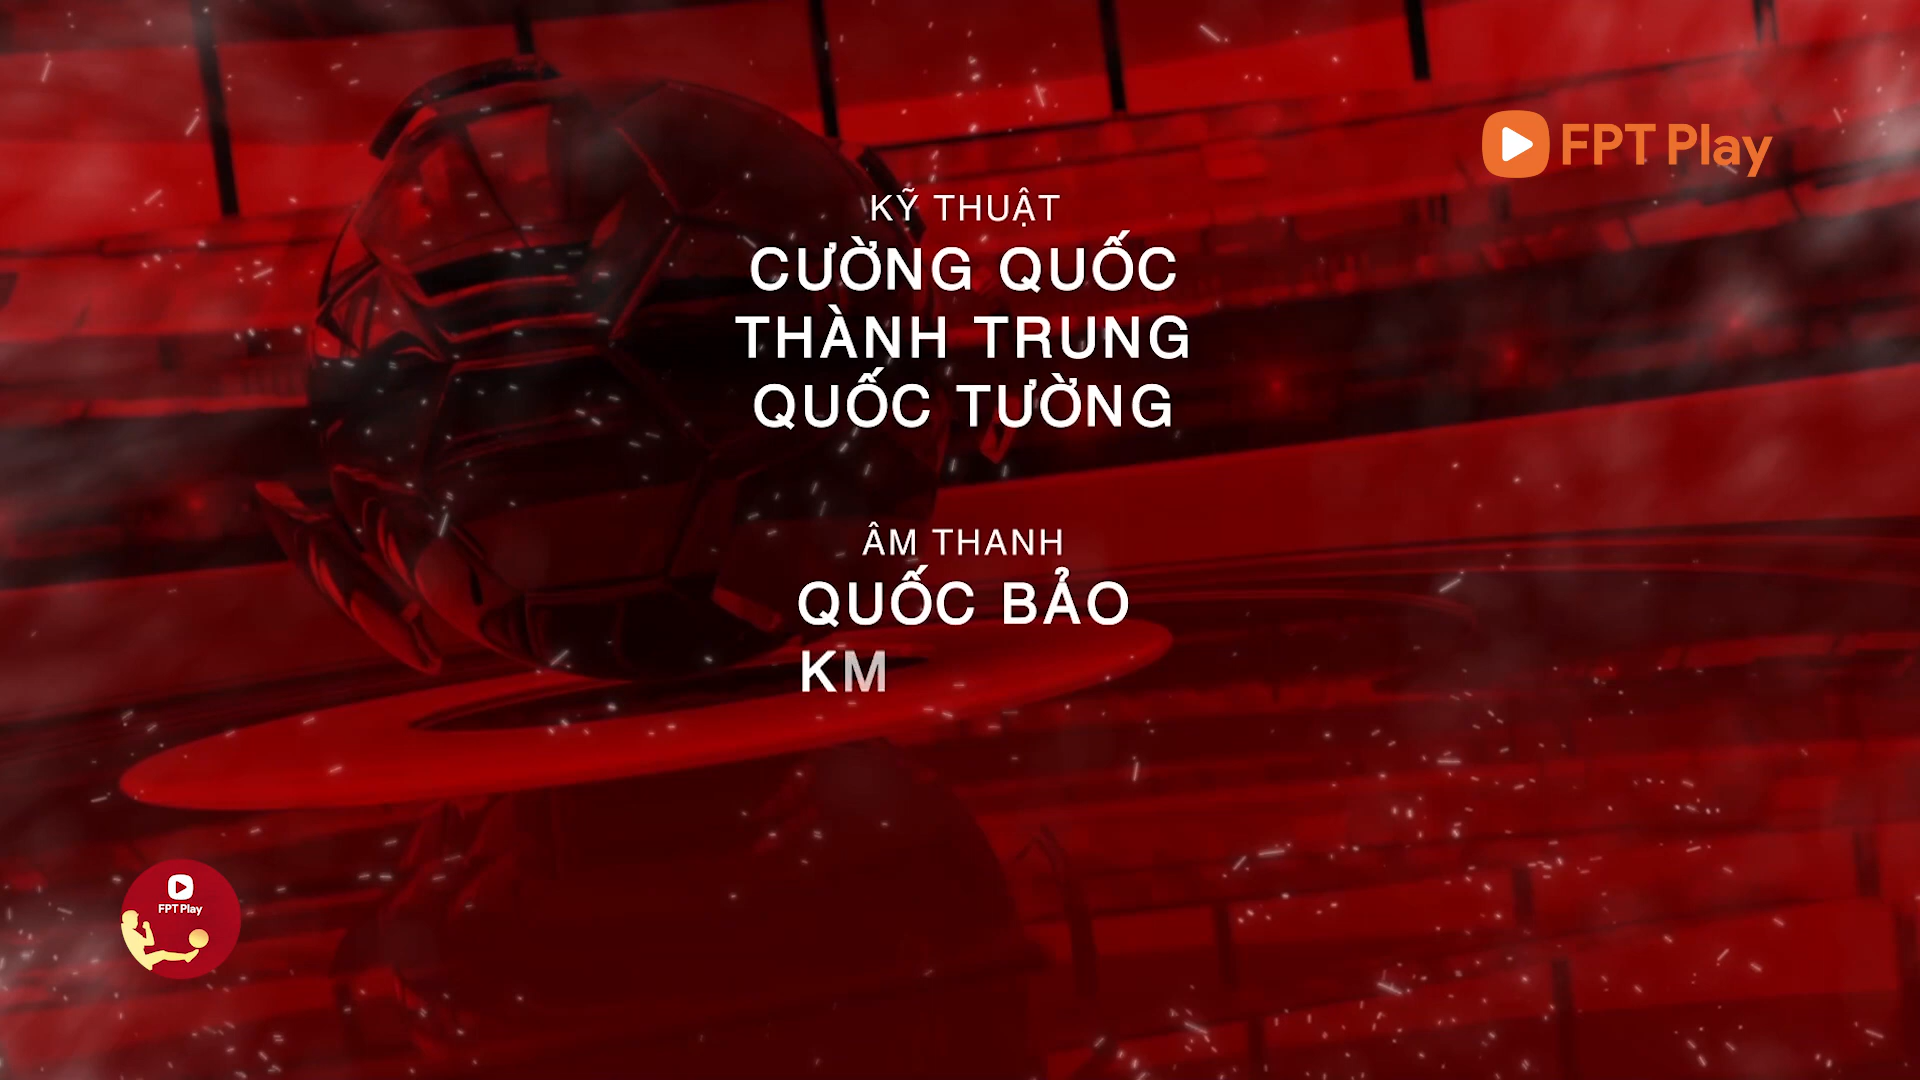 FPT Play
KỸ THUẬT
CƯỜNG QUỐC
THÀNH TRUNG
QUỐC TƯỜNG
ÂM THANH
QUỐC BẢO
KM
FPT Play